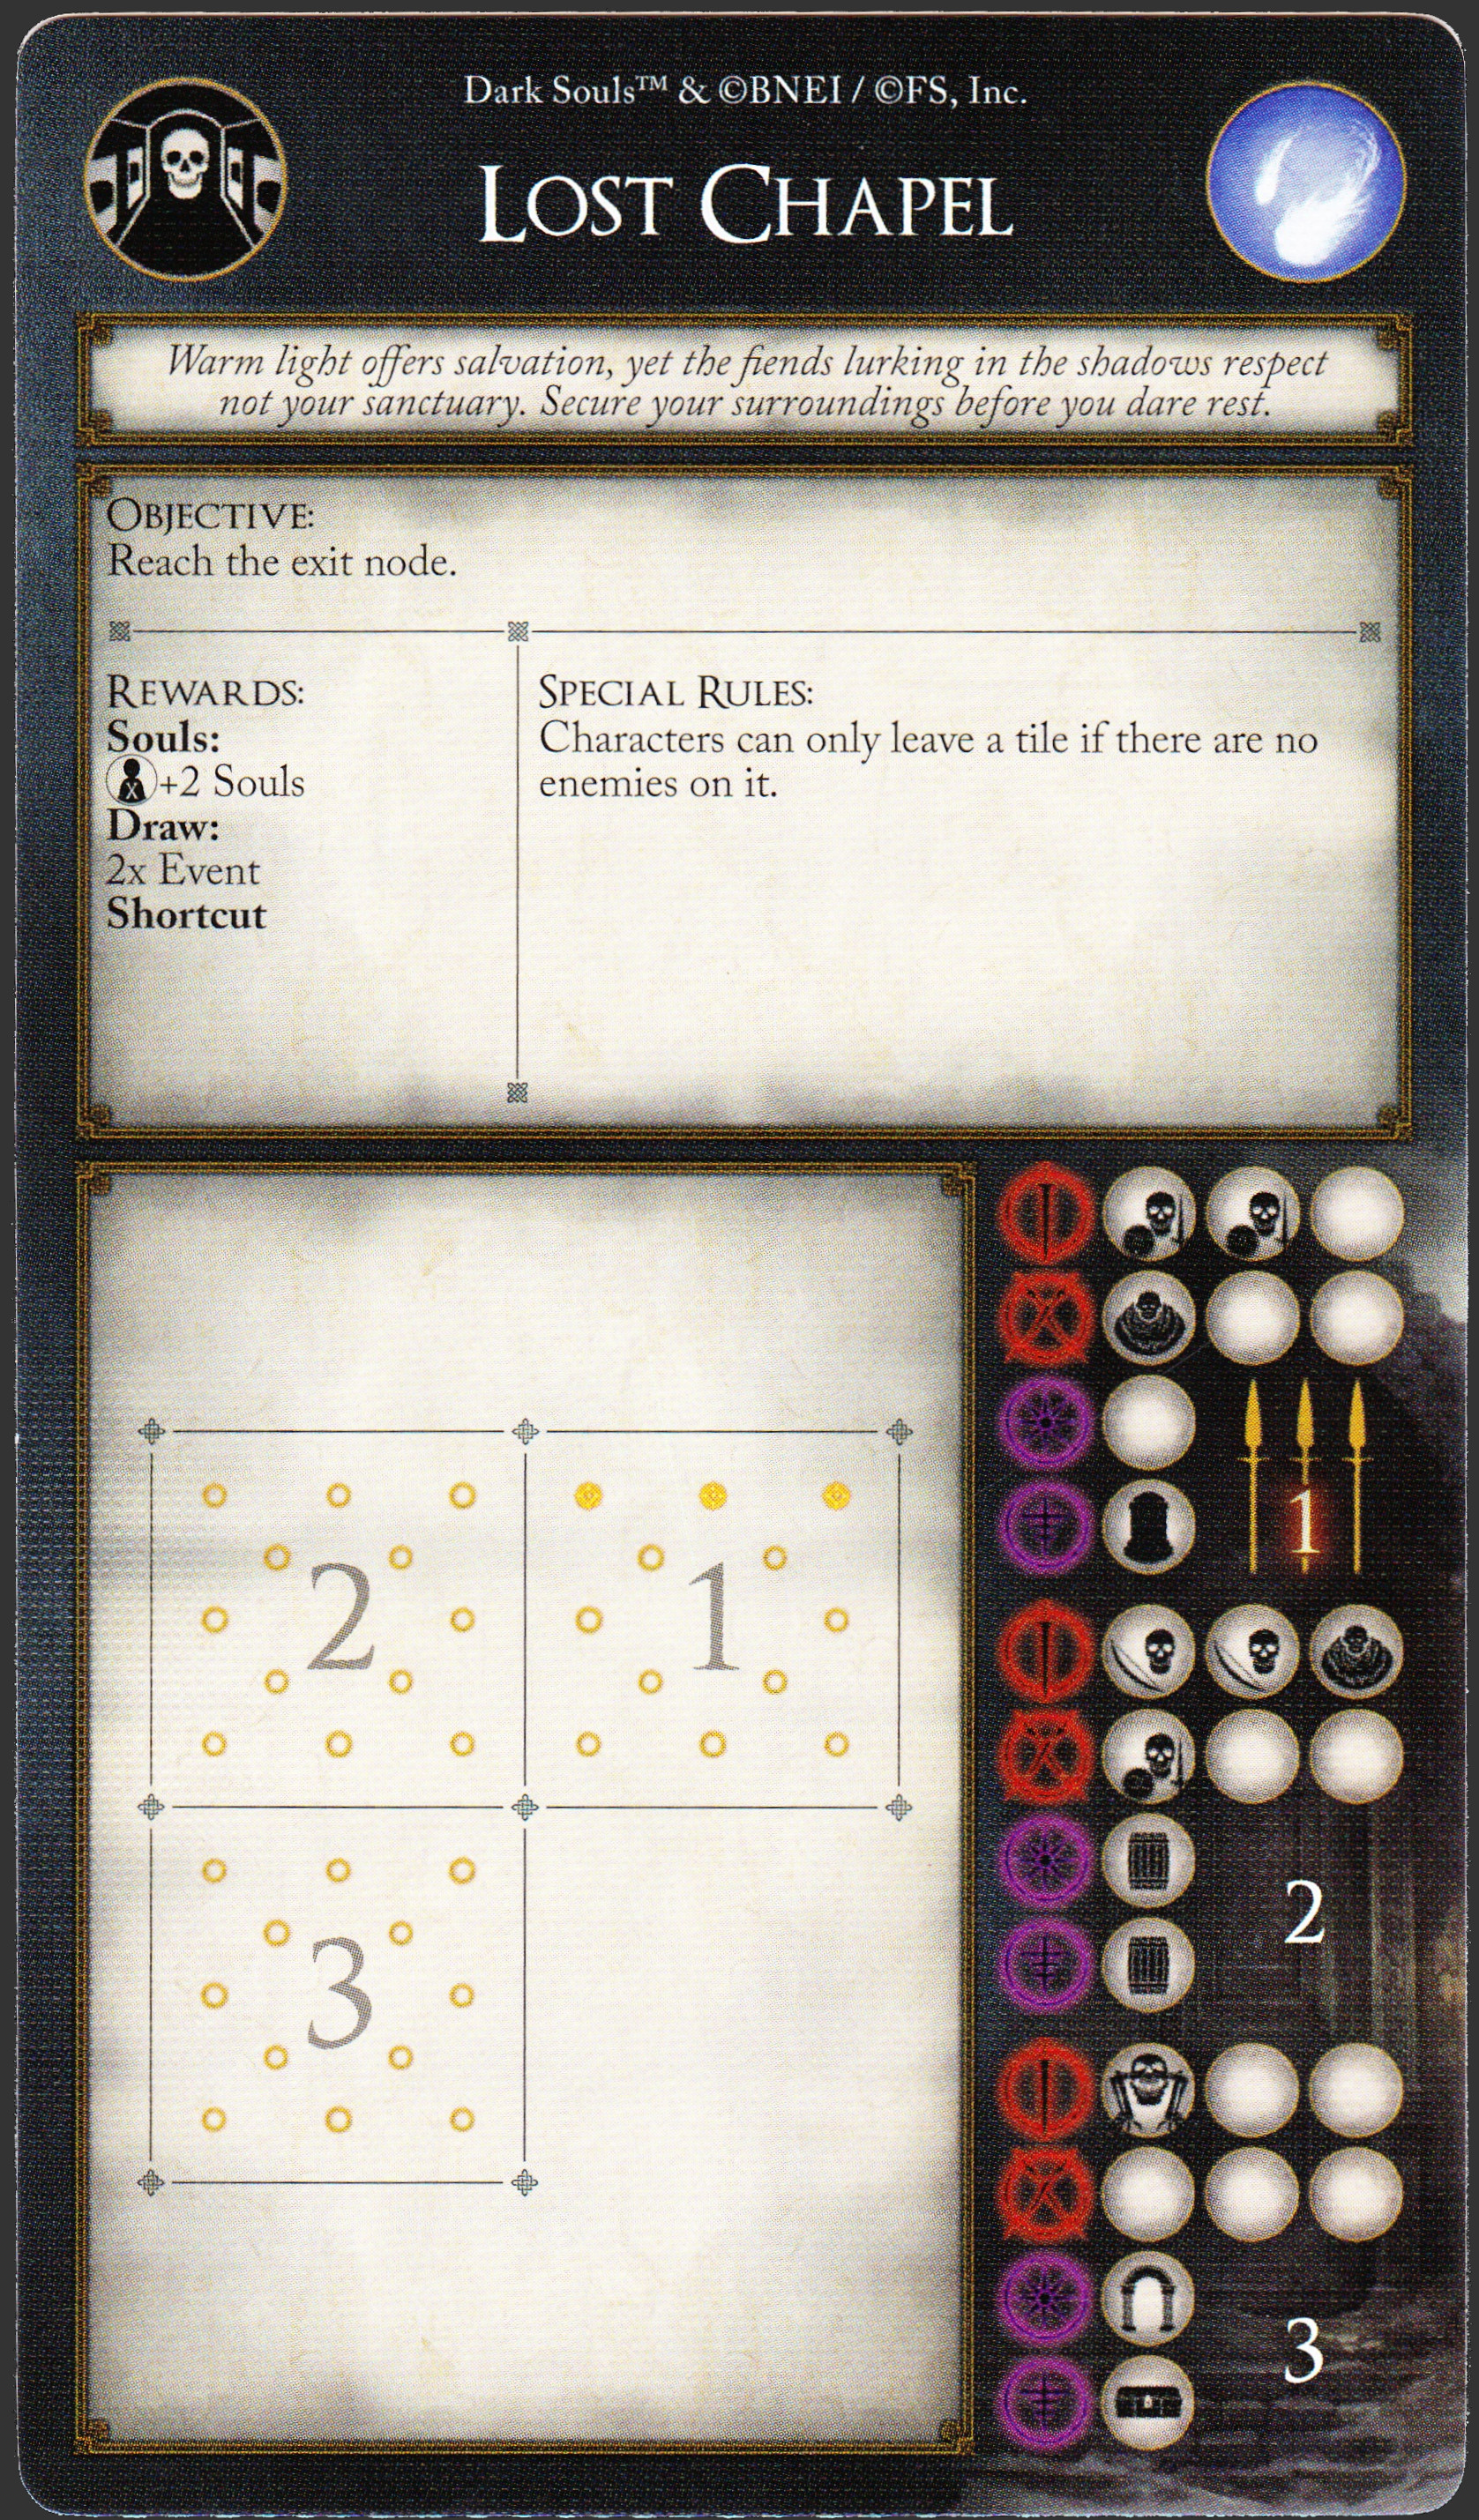 Dark Souls™ & ©BNEI / ©FS, Inc.
LOST CHAPEL
Warm light offers salvation, yet the fiends lurking in the shadows respect
not your sanctuary. Secure your surroundings before you dare rest.
OBJECTIVE:
Reach the exit node.
REWARDS:
Souls:
x +2 Souls
Draw:
2x Event
Shortcut
SPECIAL RULES:
Characters can only leave a tile if there are no
enemies on it.
2 1
3
1
2
3